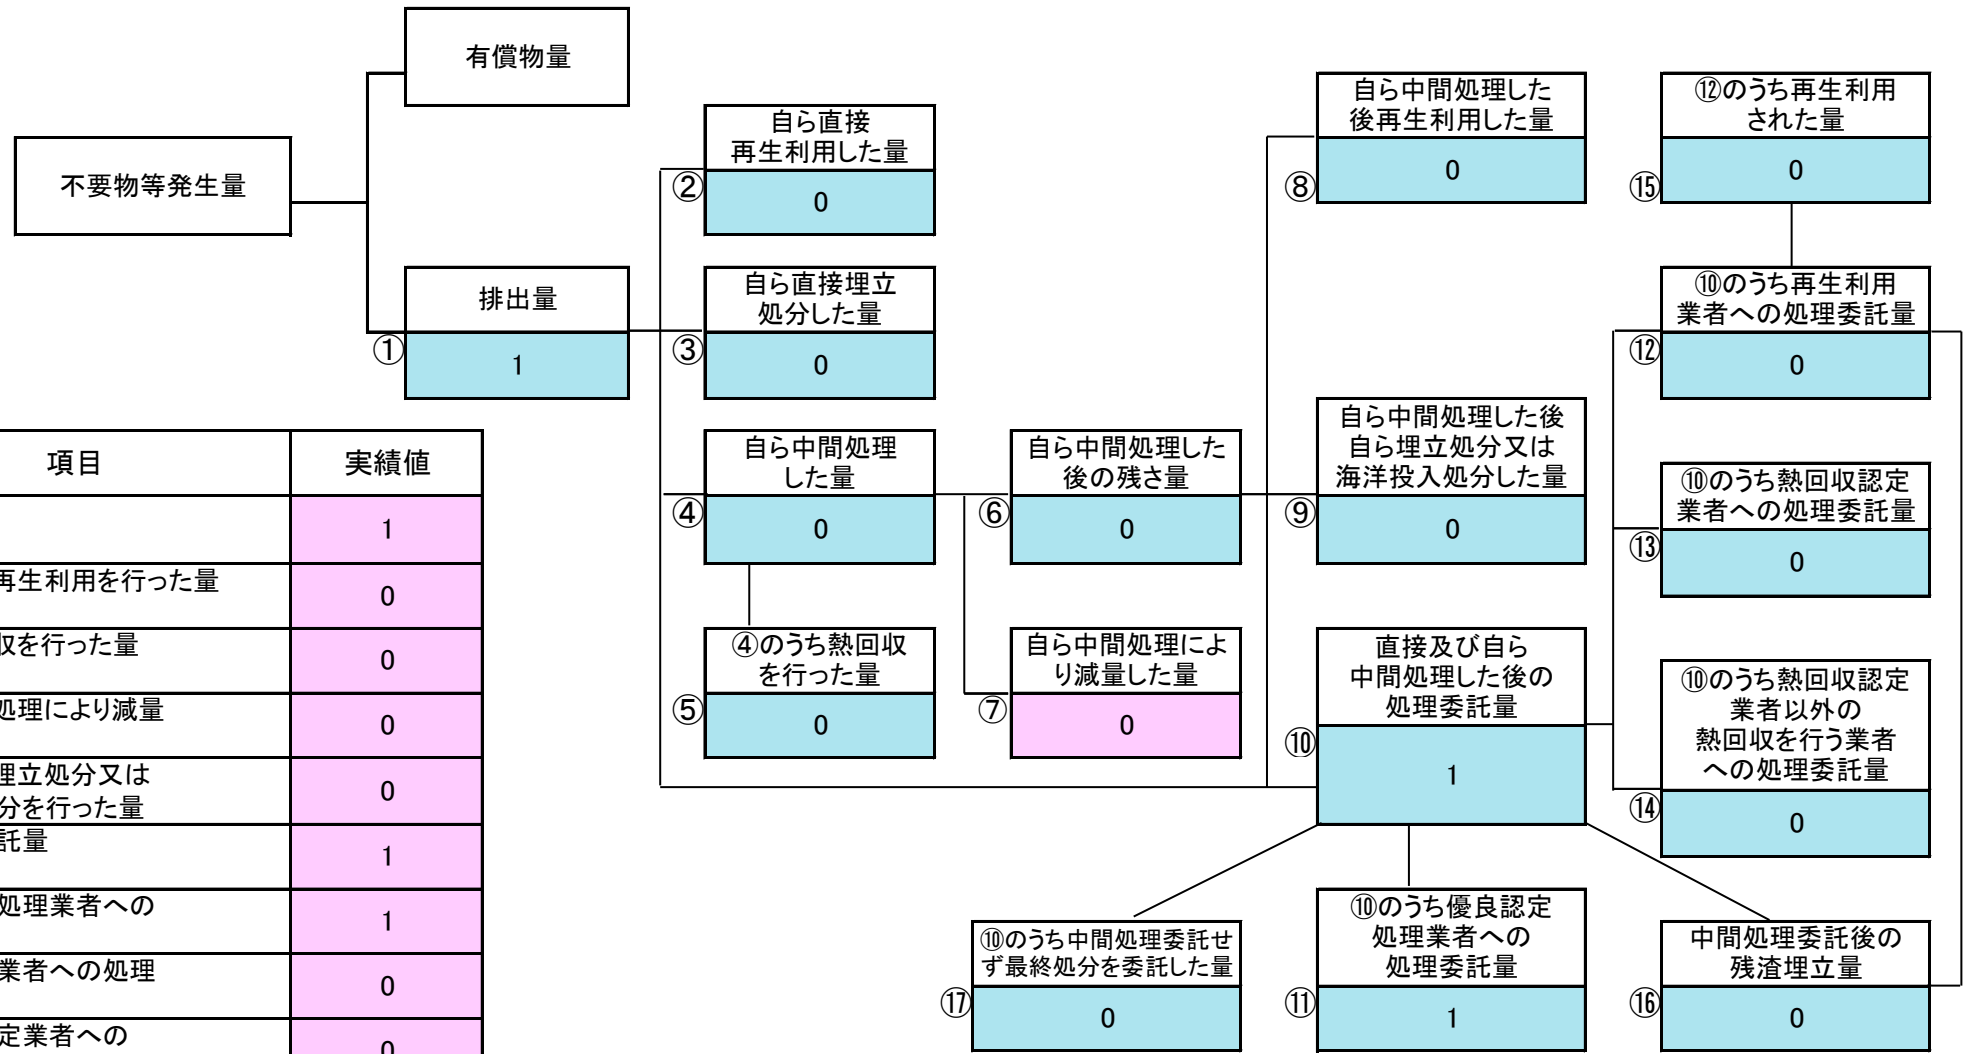 有償物量
不要物等発生量
排出量
①
1
自ら直接
再生利用した量
②
0
自ら直接埋立
処分した量
③
0
自ら中間処理
した量
④
0
④のうち熱回収
を行った量
⑤
0
自ら中間処理した
後の残さ量
⑥
0
自ら中間処理によ
り減量した量
⑦
0
自ら中間処理した
後再生利用した量
⑧
0
自ら中間処理した後
自ら埋立処分又は
海洋投入処分した量
⑨
0
直接及び自ら
中間処理した後の
処理委託量
⑩
1
⑫のうち再生利用
された量
⑮
0
⑩のうち再生利用
業者への処理委託量
⑫
0
⑩のうち熱回収認定
業者への処理委託量
⑬
0
⑩のうち熱回収認定
業者以外の
熱回収を行う業者
への処理委託量
⑭
0
⑩のうち中間処理委託せ
ず最終処分を委託した量
⑰
0
⑩のうち優良認定
処理業者への
処理委託量
⑪
1
中間処理委託後の
残渣埋立量
⑯
0
項目 実績値
1
再生利用を行った量 0
収を行った量 0
処理により減量 0
埋立処分又は
分を行った量 0
託量 1
処理業者への 1
業者への処理 0
定業者への 0